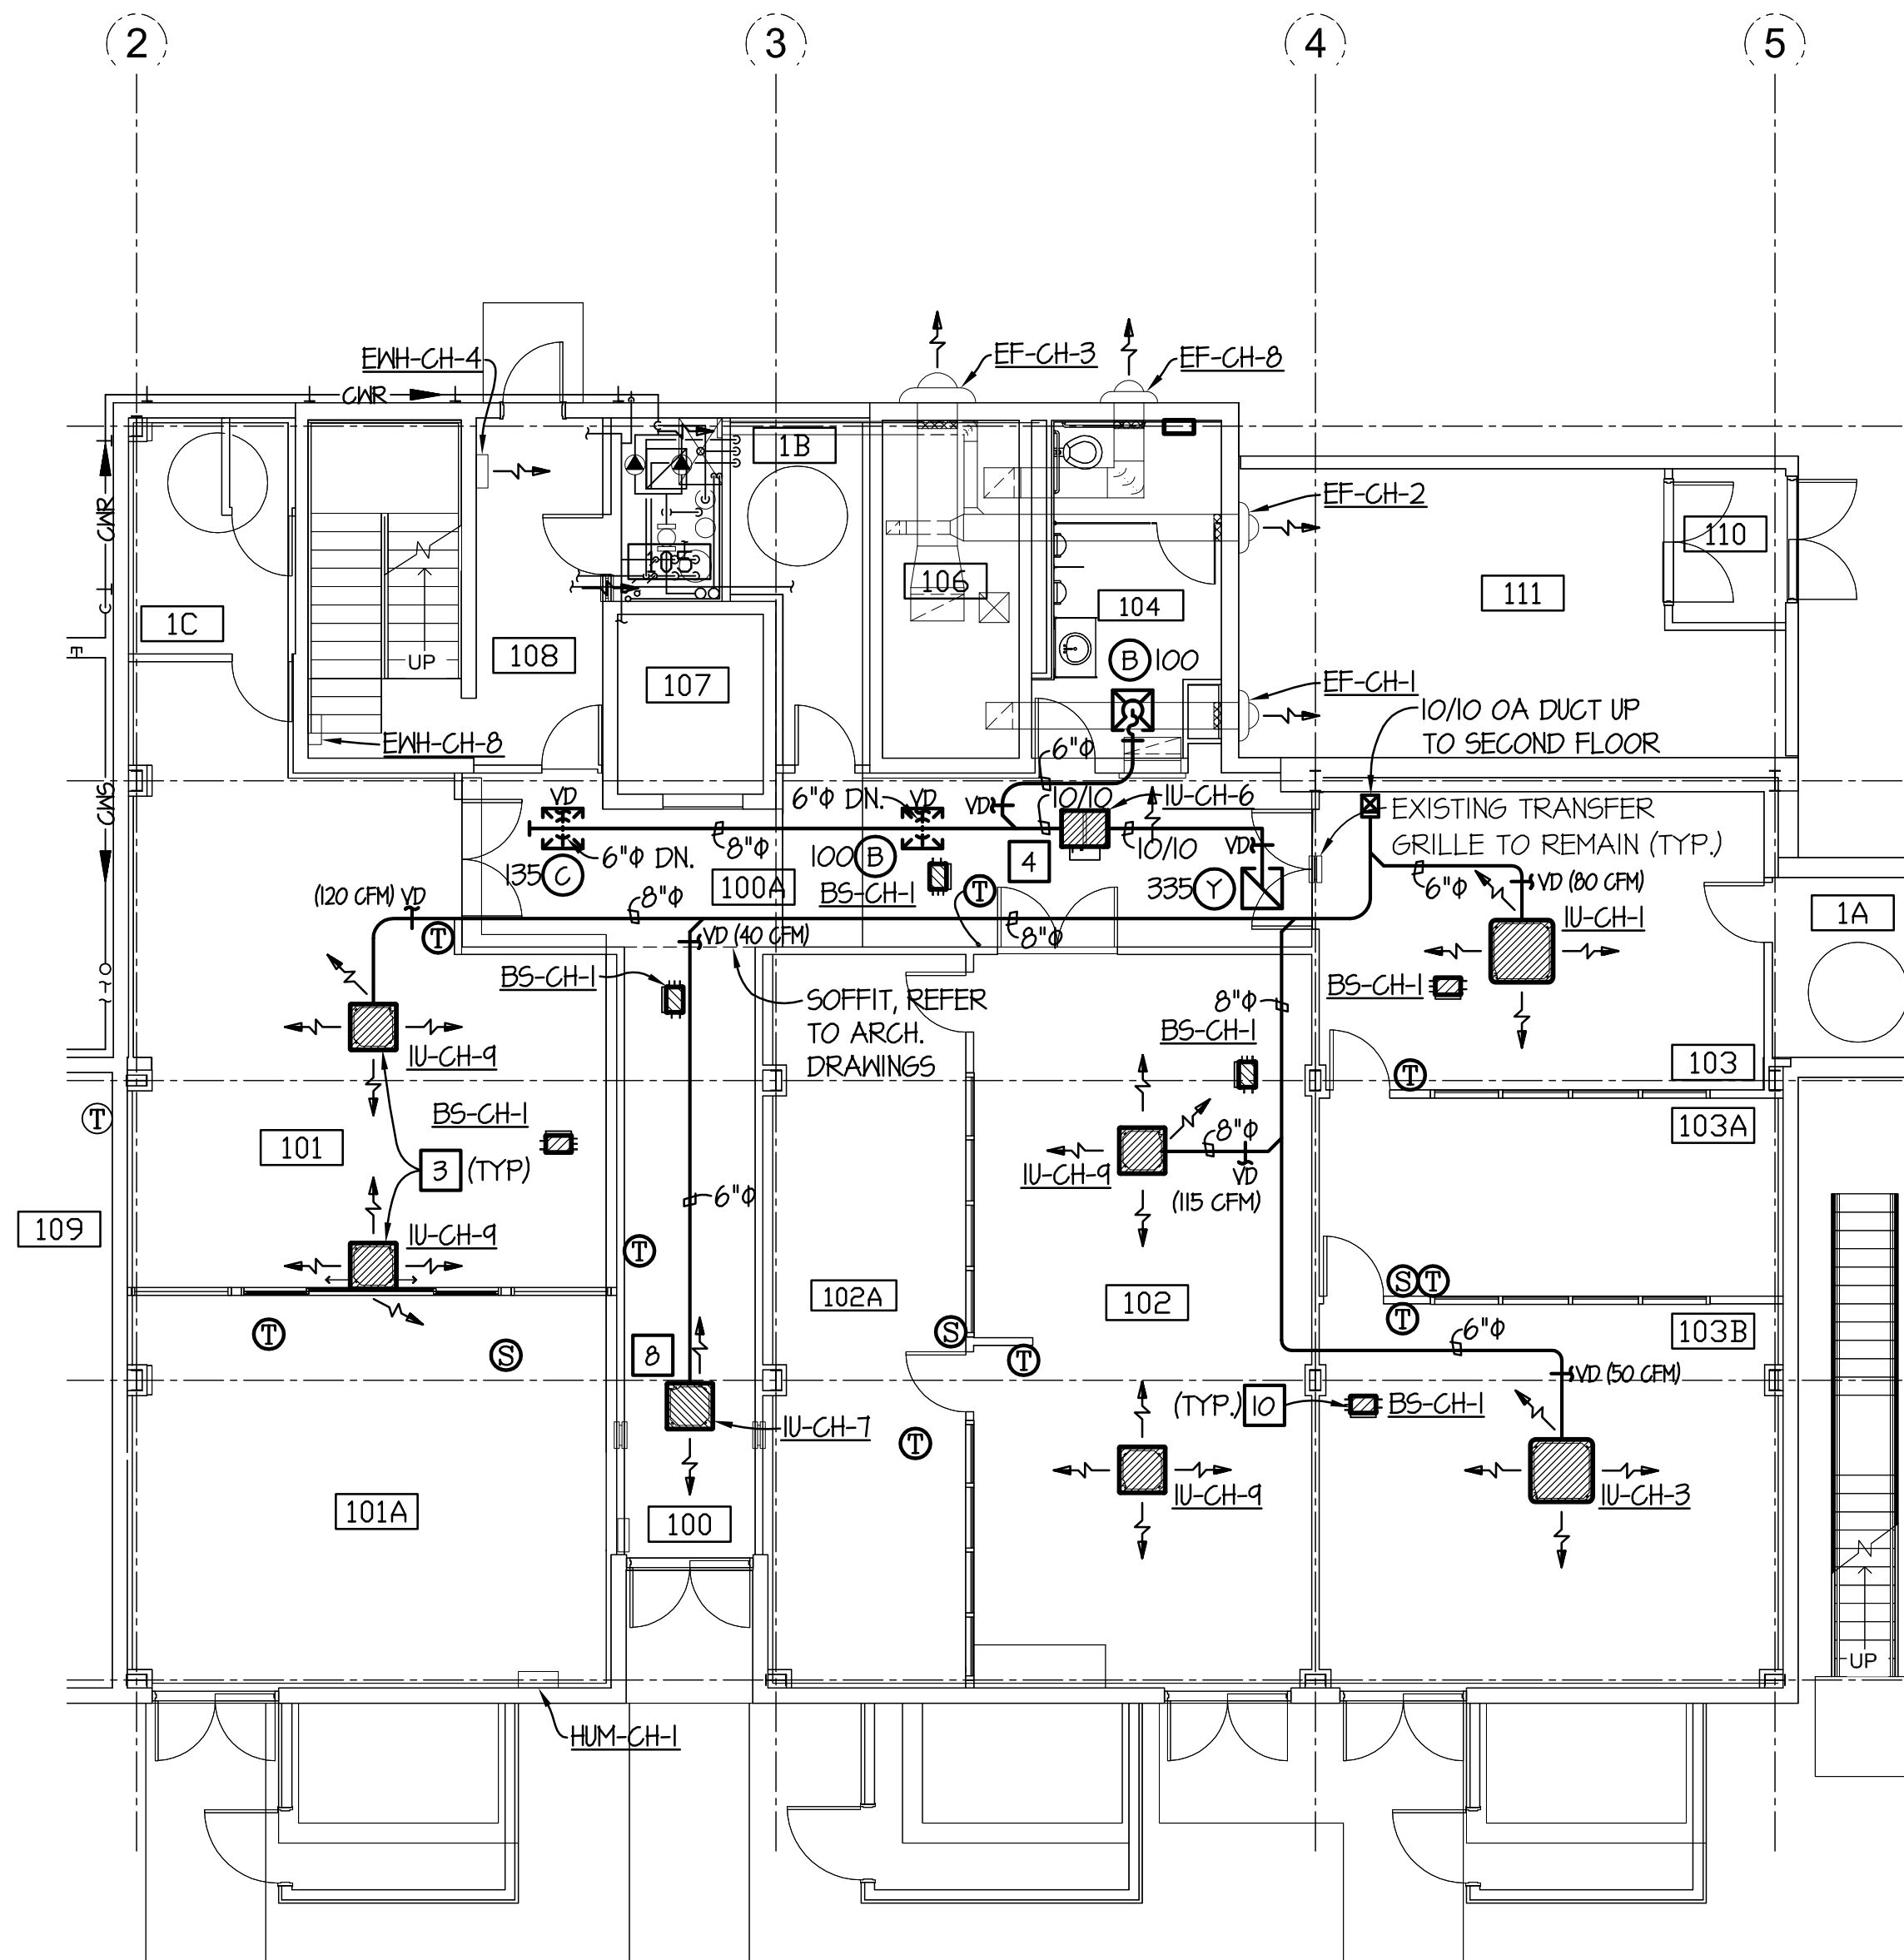 2
3
4
5
EWH-CH-4
EF-CH-3
EF-CH-8
CWR
1B
EF-CH-2
CWR
110
106
111
1C
104
108
UP
107
B 100
EF-CH-1
10/10 OA DUCT UP
TO SECOND FLOOR
EWH-CH-8
6"Φ
VD
6"Φ DN.
VD
VD
10/10
IU-CH-6
EXISTING TRANSFER
GRILLE TO REMAIN (TYP.)
CWS
8"Φ
6"Φ DN.
100 B
4
10/10
VD
135 C
100A
BS-CH-1
T
335 Y
6"Φ
VD (80 CFM)
(120 CFM) VD
8"Φ
IU-CH-1
1A
T
VD (40 CFM)
8"Φ
BS-CH-1
SOFFIT, REFER
TO ARCH.
DRAWINGS
8"Φ
BS-CH-1
BS-CH-1
IU-CH-9
103
T
T
BS-CH-1
101
3 (TYP)
8"Φ
103A
IU-CH-9
VD
(115 CFM)
6"Φ
109
IU-CH-9
T
102A
102
S T
T
T
S
S
T
6"Φ
103B
8
VD (50 CFM)
(TYP.) 10
BS-CH-1
IU-CH-7
T
IU-CH-9
IU-CH-3
101A
100
UP
HUM-CH-1